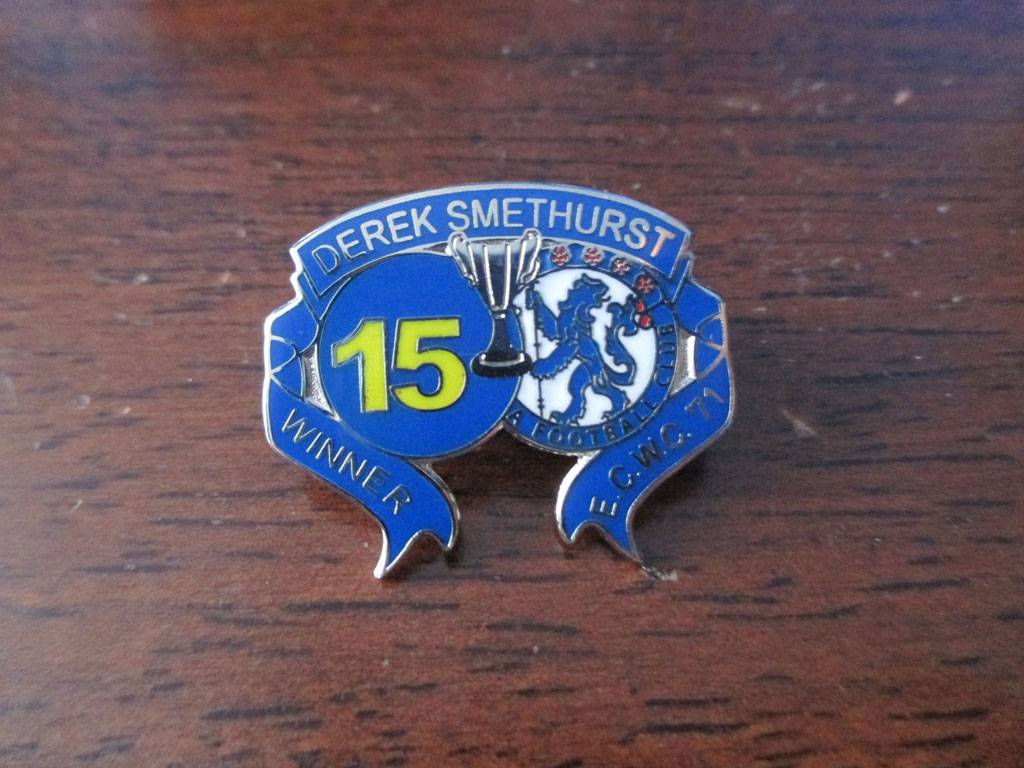 DEREK SMETHURST
15
A FOOTBALL CLUB
WINNER
E.C.W.C. '71